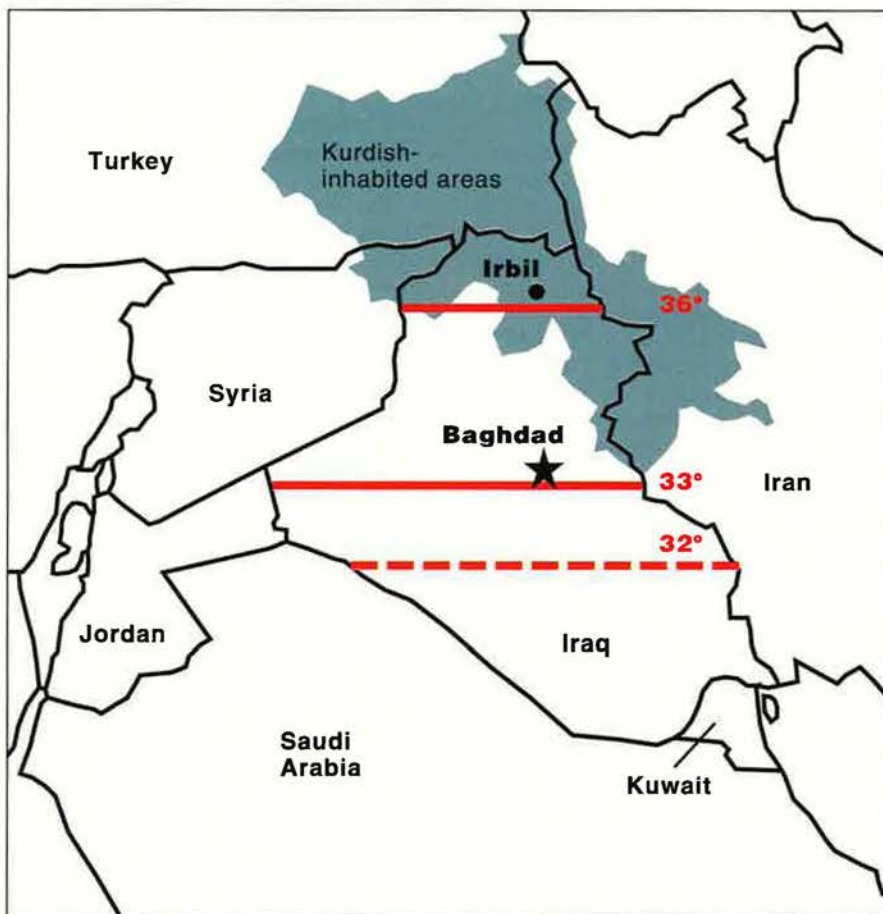 Turkey
Kurdish-
inhabited areas
Irbil
36°
Syria
Baghdad
33°
Iran
32°
Jordan
Iraq
Saudi
Arabia
Kuwait